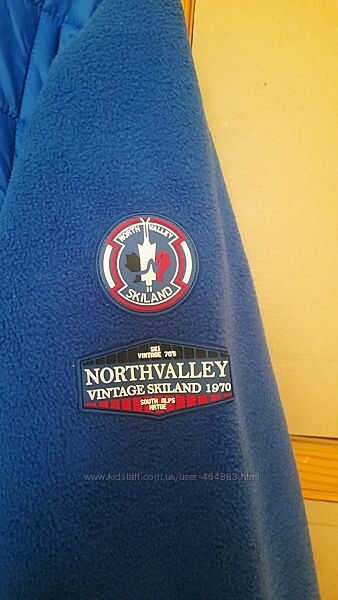 NORTH VALLEY
SKILAND
SKI
VINTAGE 70'S
NORTHVALLEY
VINTAGE SKILAND 1970
SOUTH ALPS
www.kidstaff.com.ua/user-464383.html